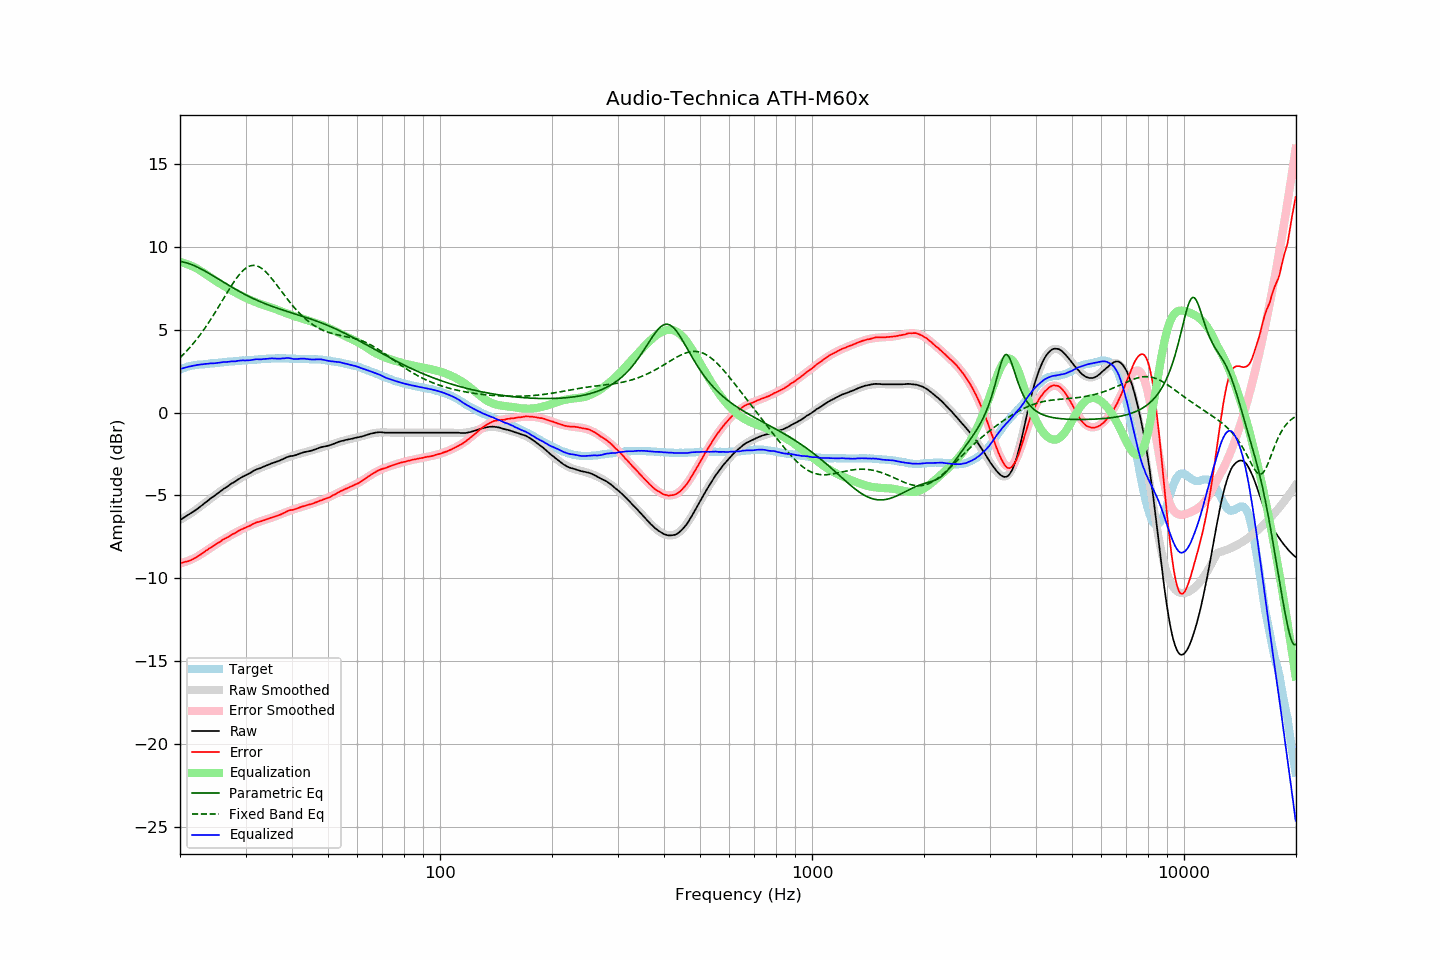 Audio-Technica ATH-M60x
15
10
5
0
−5
−10
−15
−20
−25
Amplitude (dBr)
Target
Raw Smoothed
Error Smoothed
Raw
Error
Equalization
Parametric Eq
Fixed Band Eq
Equalized
100
1000
10000
Frequency (Hz)